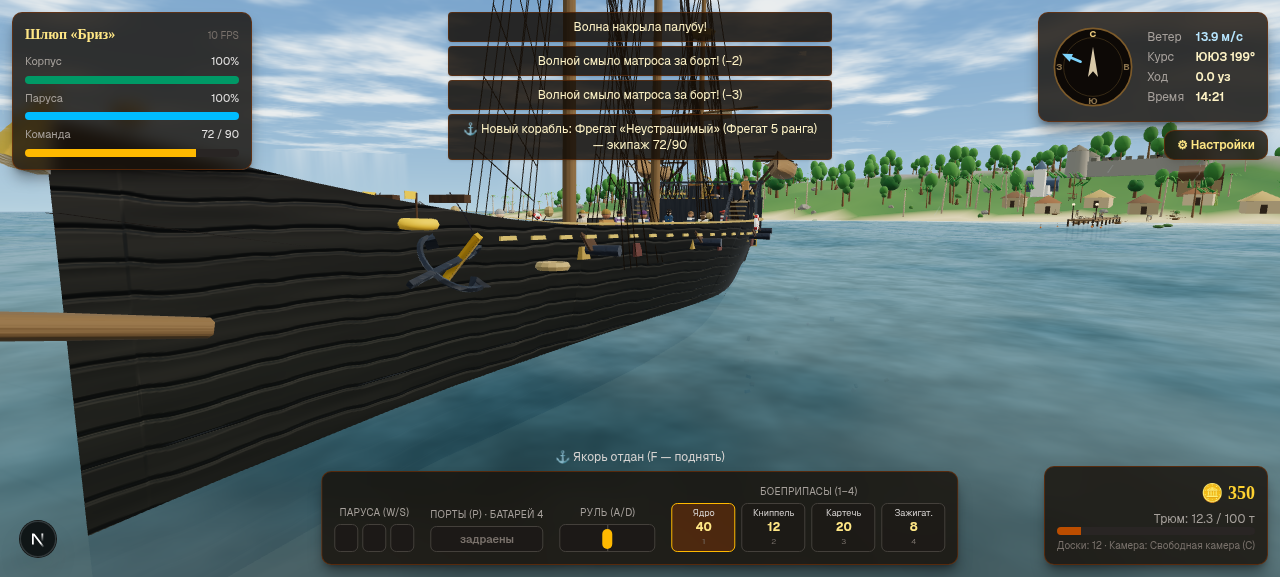 Шлюп «Бриз»
10 FPS
Корпус 100%
Паруса 100%
Команда 72 / 90
Волна накрыла палубу!
Волной смыло матроса за борт! (−2)
Волной смыло матроса за борт! (−3)
⚓ Новый корабль: Фрегат «Неустрашимый» (Фрегат 5 ранга)
— экипаж 72/90
С
З
В
Ю
Ветер 13.9 м/с
Курс ЮЮЗ 199°
Ход 0.0 уз
Время 14:21
⚙ Настройки
⚓ Якорь отдан (F — поднять)
ПАРУСА (W/S)
ПОРТЫ (P) · БАТАРЕЙ 4
задраены
РУЛЬ (A/D)
БОЕПРИПАСЫ (1–4)
Ядро
40
1
Книппель
12
2
Картечь
20
3
Зажигат.
8
4
🪙 350
Трюм: 12.3 / 100 т
Доски: 12 · Камера: Свободная камера (C)
N